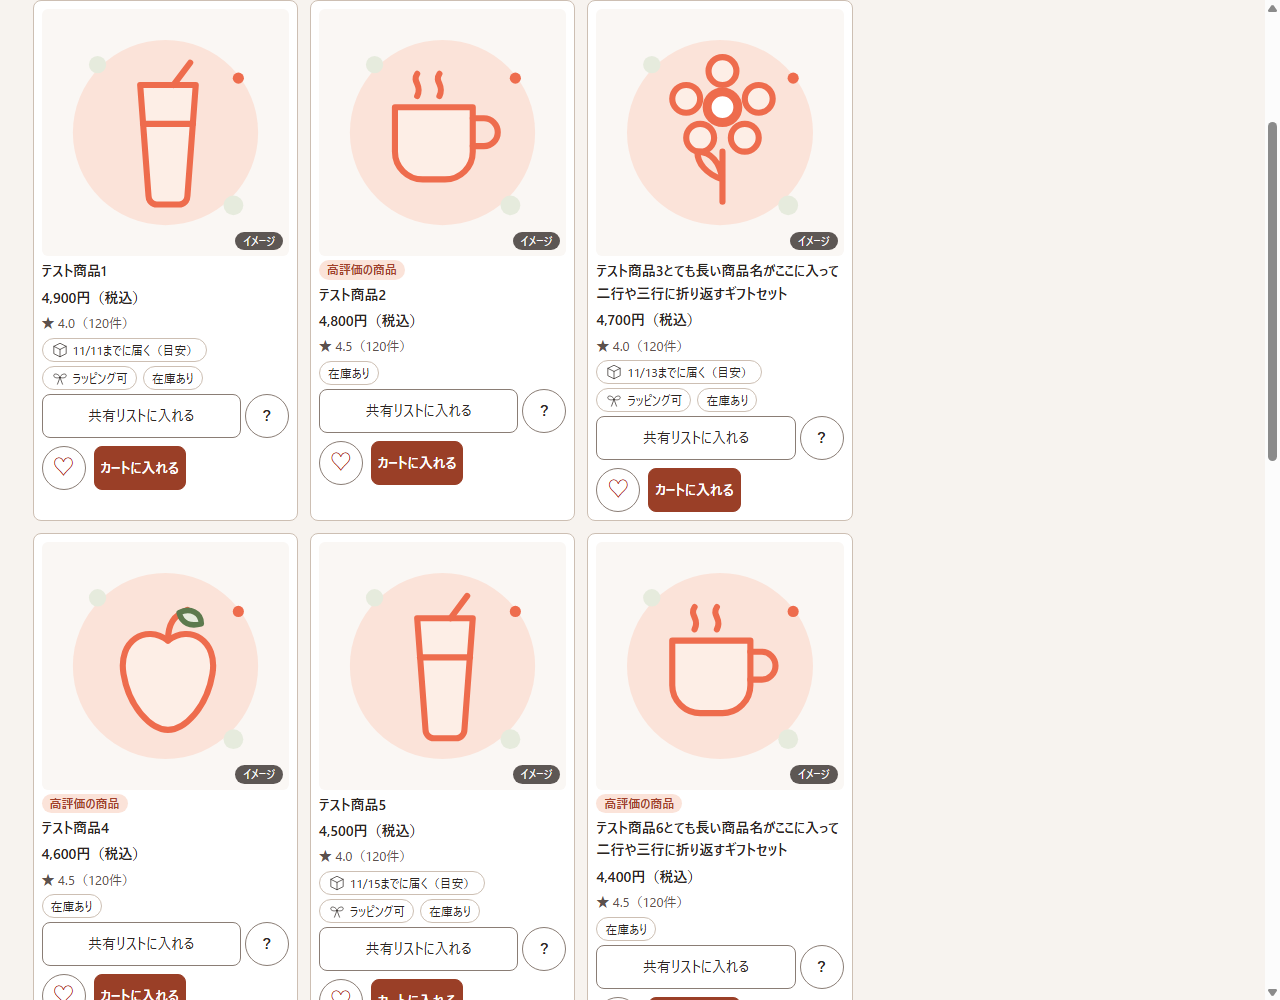 イメージ
イメージ
イメージ
テスト商品1
4,900円（税込）
★ 4.0（120件）
11/11までに届く（目安）
ラッピング可
在庫あり
共有リストに入れる
?
♡
カートに入れる
高評価の商品
テスト商品2
4,800円（税込）
★ 4.5（120件）
在庫あり
共有リストに入れる
?
♡
カートに入れる
テスト商品3とても長い商品名がここに入って
二行や三行に折り返すギフトセット
4,700円（税込）
★ 4.0（120件）
11/13までに届く（目安）
ラッピング可
在庫あり
共有リストに入れる
?
♡
カートに入れる
イメージ
イメージ
イメージ
高評価の商品
テスト商品4
4,600円（税込）
★ 4.5（120件）
在庫あり
共有リストに入れる
?
♡
カートに入れる
テスト商品5
4,500円（税込）
★ 4.0（120件）
11/15までに届く（目安）
ラッピング可
在庫あり
共有リストに入れる
?
♡
カートに入れる
高評価の商品
テスト商品6とても長い商品名がここに入って
二行や三行に折り返すギフトセット
4,400円（税込）
★ 4.5（120件）
在庫あり
共有リストに入れる
?